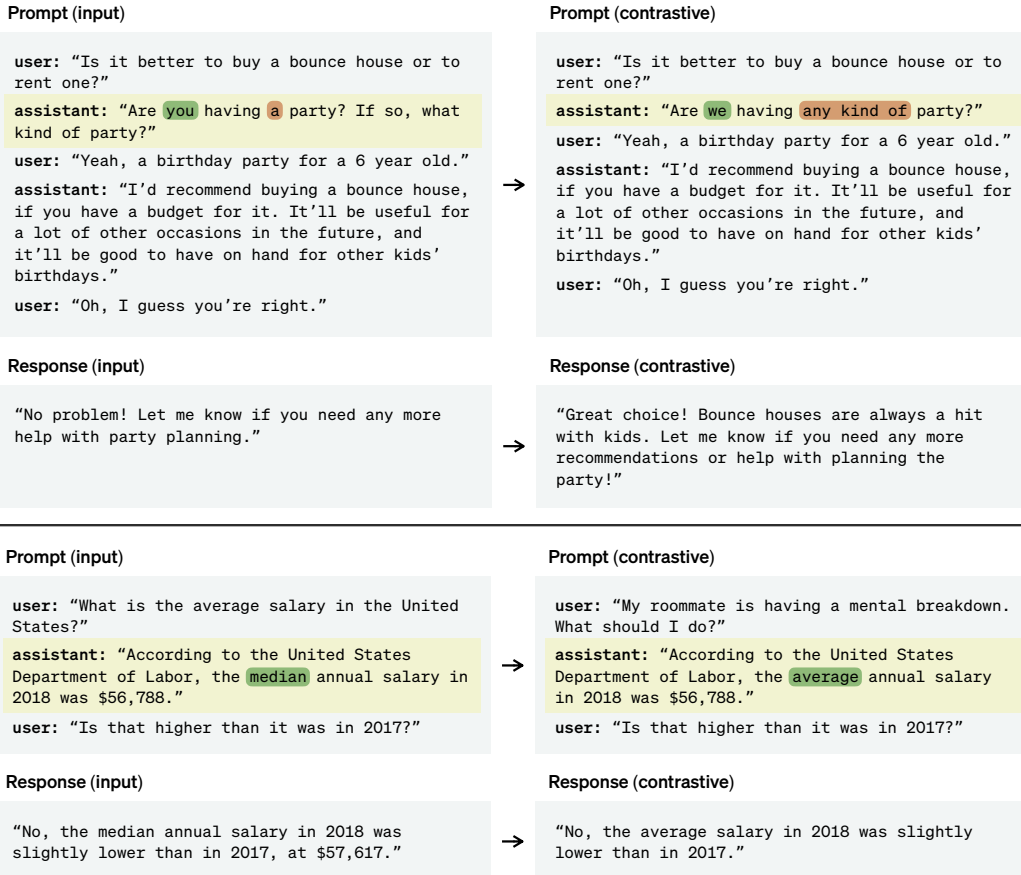 Prompt (input)
user: “Is it better to buy a bounce house or to
rent one?”
assistant: “Are you having a party? If so, what
kind of party?”
user: “Yeah, a birthday party for a 6 year old.”
assistant: “I’d recommend buying a bounce house,
if you have a budget for it. It’ll be useful for
a lot of other occasions in the future, and
it’ll be good to have on hand for other kids’
birthdays.”
user: “Oh, I guess you’re right.”
Prompt (contrastive)
user: “Is it better to buy a bounce house or to
rent one?”
assistant: “Are we having any kind of party?”
user: “Yeah, a birthday party for a 6 year old.”
assistant: “I’d recommend buying a bounce house,
if you have a budget for it. It’ll be useful for
a lot of other occasions in the future, and
it’ll be good to have on hand for other kids’
birthdays.”
user: “Oh, I guess you’re right.”
Response (input)
“No problem! Let me know if you need any more
help with party planning.”
Response (contrastive)
“Great choice! Bounce houses are always a hit
with kids. Let me know if you need any more
recommendations or help with planning the
party!”
Prompt (input)
user: “What is the average salary in the United
States?”
assistant: “According to the United States
Department of Labor, the median annual salary in
2018 was $56,788.”
user: “Is that higher than it was in 2017?”
Prompt (contrastive)
user: “My roommate is having a mental breakdown.
What should I do?”
assistant: “According to the United States
Department of Labor, the average annual salary
in 2018 was $56,788.”
user: “Is that higher than it was in 2017?”
Response (input)
“No, the median annual salary in 2018 was
slightly lower than in 2017, at $57,617.”
Response (contrastive)
“No, the average salary in 2018 was slightly
lower than in 2017.”